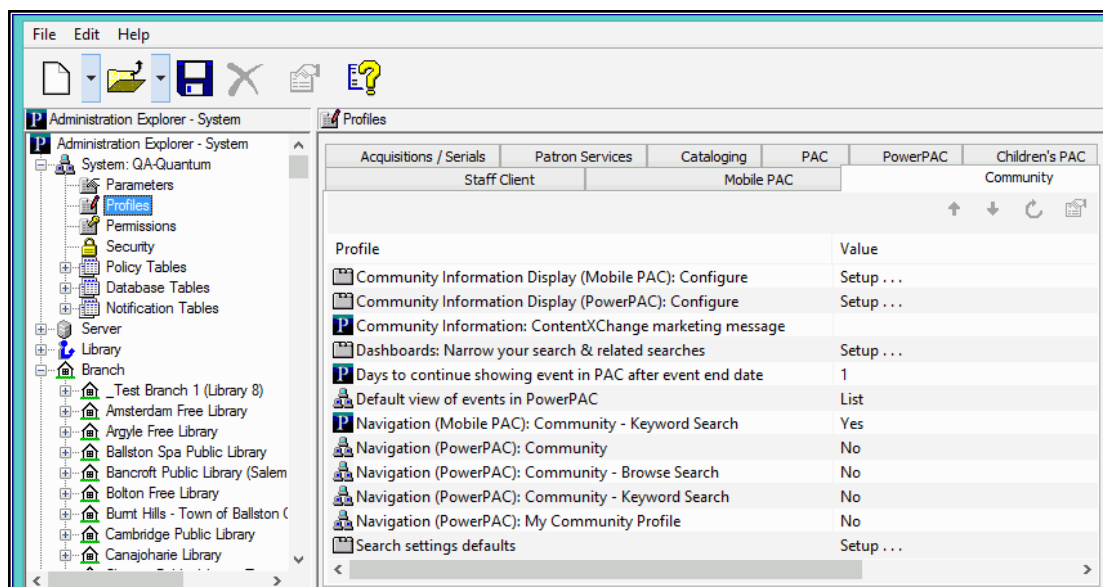 File Edit Help
Administration Explorer - System
Profiles
Administration Explorer - System
System: QA-Quantum
Parameters
Profiles
Permissions
Security
Policy Tables
Database Tables
Notification Tables
Server
Library
Branch
_Test Branch 1 (Library 8)
Amsterdam Free Library
Argyle Free Library
Ballston Spa Public Library
Bancroft Public Library (Salem
Bolton Free Library
Burnt Hills - Town of Ballston
Cambridge Public Library
Canajoharie Library
Acquisitions / Serials Patron Services Cataloging PAC PowerPAC Children's PAC
Staff Client Mobile PAC Community
Profile Value
Community Information Display (Mobile PAC): Configure Setup . . .
Community Information Display (PowerPAC): Configure Setup . . .
Community Information: ContentXChange marketing message
Dashboards: Narrow your search & related searches Setup . . .
Days to continue showing event in PAC after event end date 1
Default view of events in PowerPAC List
Navigation (Mobile PAC): Community - Keyword Search Yes
Navigation (PowerPAC): Community No
Navigation (PowerPAC): Community - Browse Search No
Navigation (PowerPAC): Community - Keyword Search No
Navigation (PowerPAC): My Community Profile No
Search settings defaults Setup . . .